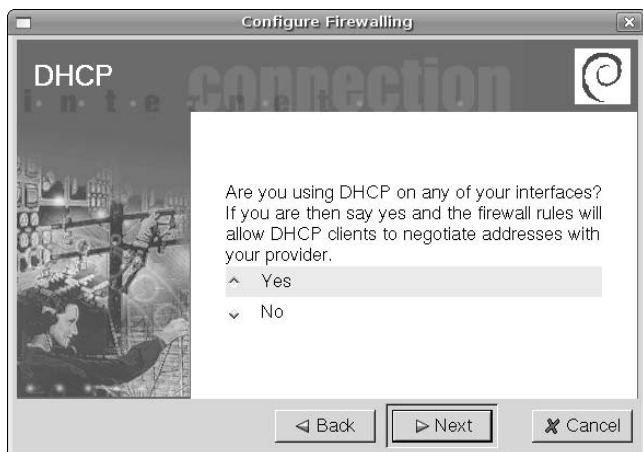 Configure Firewalling
DHCP
connection
internet
Are you using DHCP on any of your interfaces?
If you are then say yes and the firewall rules will
allow DHCP clients to negotiate addresses with
your provider.
Yes
No
Back
Next
Cancel